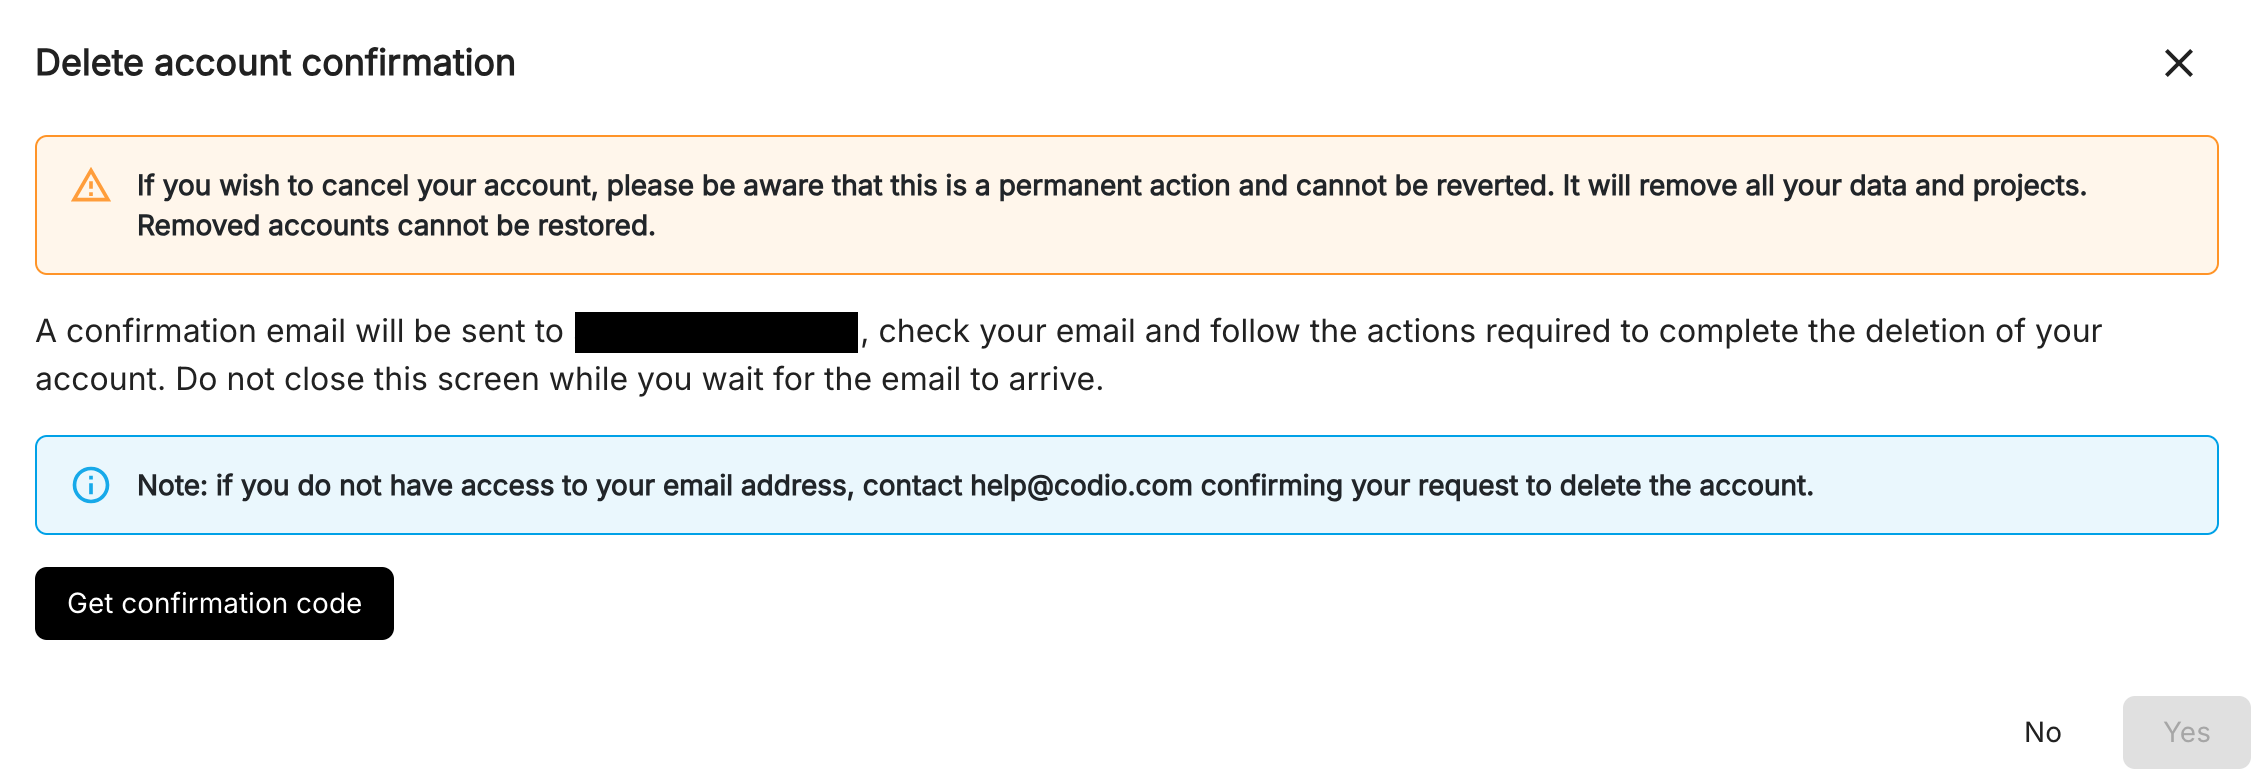 Delete account confirmation
If you wish to cancel your account, please be aware that this is a permanent action and cannot be reverted. It will remove all your data and projects.
Removed accounts cannot be restored.
A confirmation email will be sent to , check your email and follow the actions required to complete the deletion of your
account. Do not close this screen while you wait for the email to arrive.
Note: if you do not have access to your email address, contact help@codio.com confirming your request to delete the account.
Get confirmation code
No
Yes